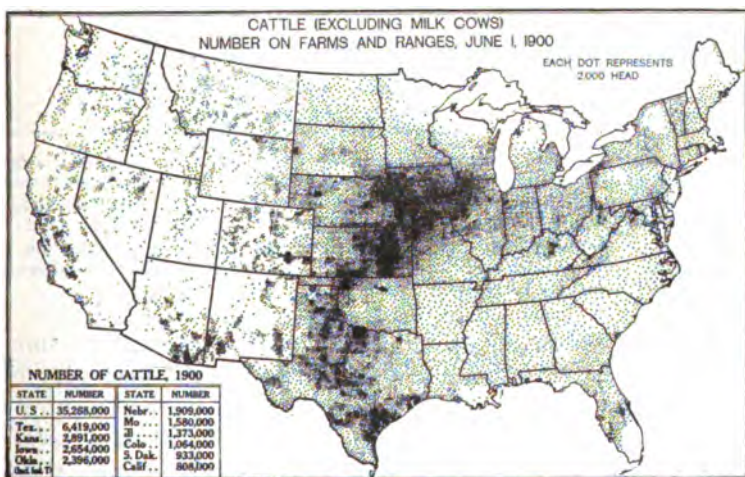 CATTLE (EXCLUDING MILK COWS)
NUMBER ON FARMS AND RANGES, JUNE 1, 1900
EACH DOT REPRESENTS
2,000 HEAD
NUMBER OF CATTLE, 1900
STATE NUMBER STATE NUMBER
U. S . . 35,268,000 Nebr . . 1,909,000
Mo . . . 1,580,000
Tex . . . 6,419,000 Ill . . . . 1,373,000
Kans . . . 2,891,000 Colo . . 1,064,000
Iowa . . . 2,654,000 S. Dak. 933,000
Okla . . . 2,396,000 Calif . . 808,000